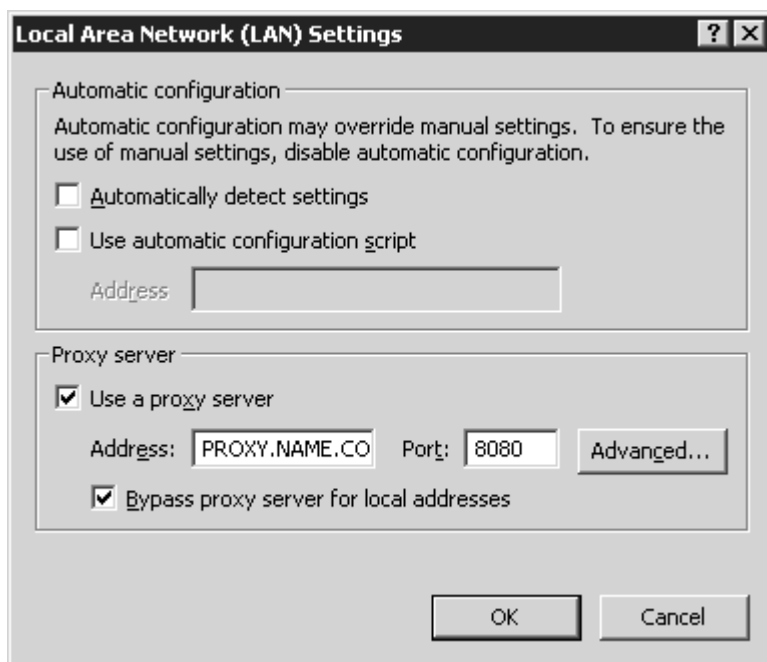 Local Area Network (LAN) Settings
Automatic configuration
Automatic configuration may override manual settings. To ensure the
use of manual settings, disable automatic configuration.
Automatically detect settings
Use automatic configuration script
Address
Proxy server
Use a proxy server
Address: PROXY.NAME.CO Port: 8080 Advanced...
Bypass proxy server for local addresses
OK Cancel